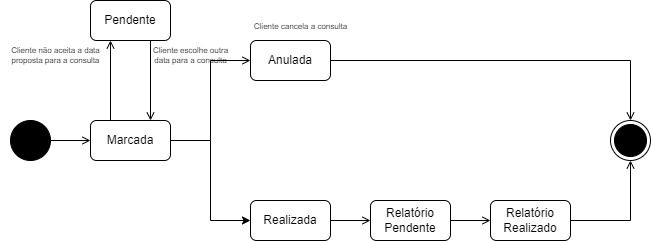 Pendente
Cliente cancela a consulta
Cliente não aceita a data
proposta para a consulta
Cliente escolhe outra
data para a consulta
Anulada
Marcada
Realizada
Relatório
Pendente
Relatório
Realizado